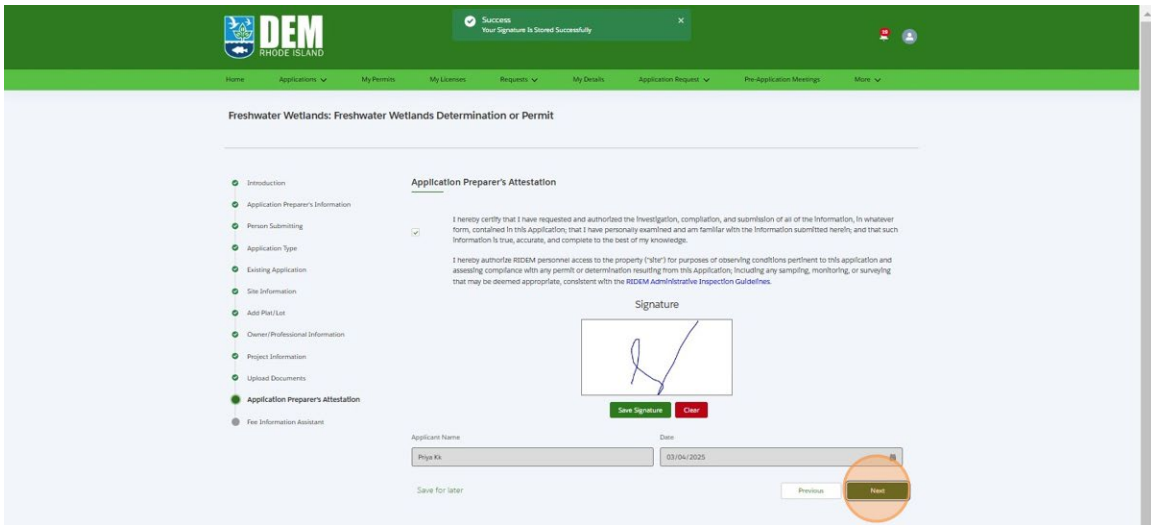 DEM
RHODE ISLAND
Success
Your Signature Is Stored Successfully
Home Applications My Permits My Licenses Requests My Details Application Request Pre-Application Meetings More
Freshwater Wetlands: Freshwater Wetlands Determination or Permit
Introduction
Application Preparer's Information
Person Submitting
Application Type
Existing Application
Site Information
Add Plat/Lot
Owner/Professional Information
Project Information
Upload Documents
Application Preparer's Attestation
Fee Information Assistant
Application Preparer's Attestation
I hereby certify that I have requested and authorized the investigation, compilation, and submission of all of the information, in whatever
form, contained in this Application; that I have personally examined and am familiar with the information submitted herein; and that such
information is true, accurate, and complete to the best of my knowledge.
I hereby authorize RIDEM personnel access to the property ("site") for purposes of observing conditions pertinent to this application and
assessing compliance with any permit or determination resulting from this Application; including any sampling, monitoring, or surveying
that may be deemed appropriate, consistent with the RIDEM Administrative Inspection Guidelines.
Signature
Save Signature Clear
Applicant Name Date
Priya Kk 03/04/2025
Save for later Previous Next